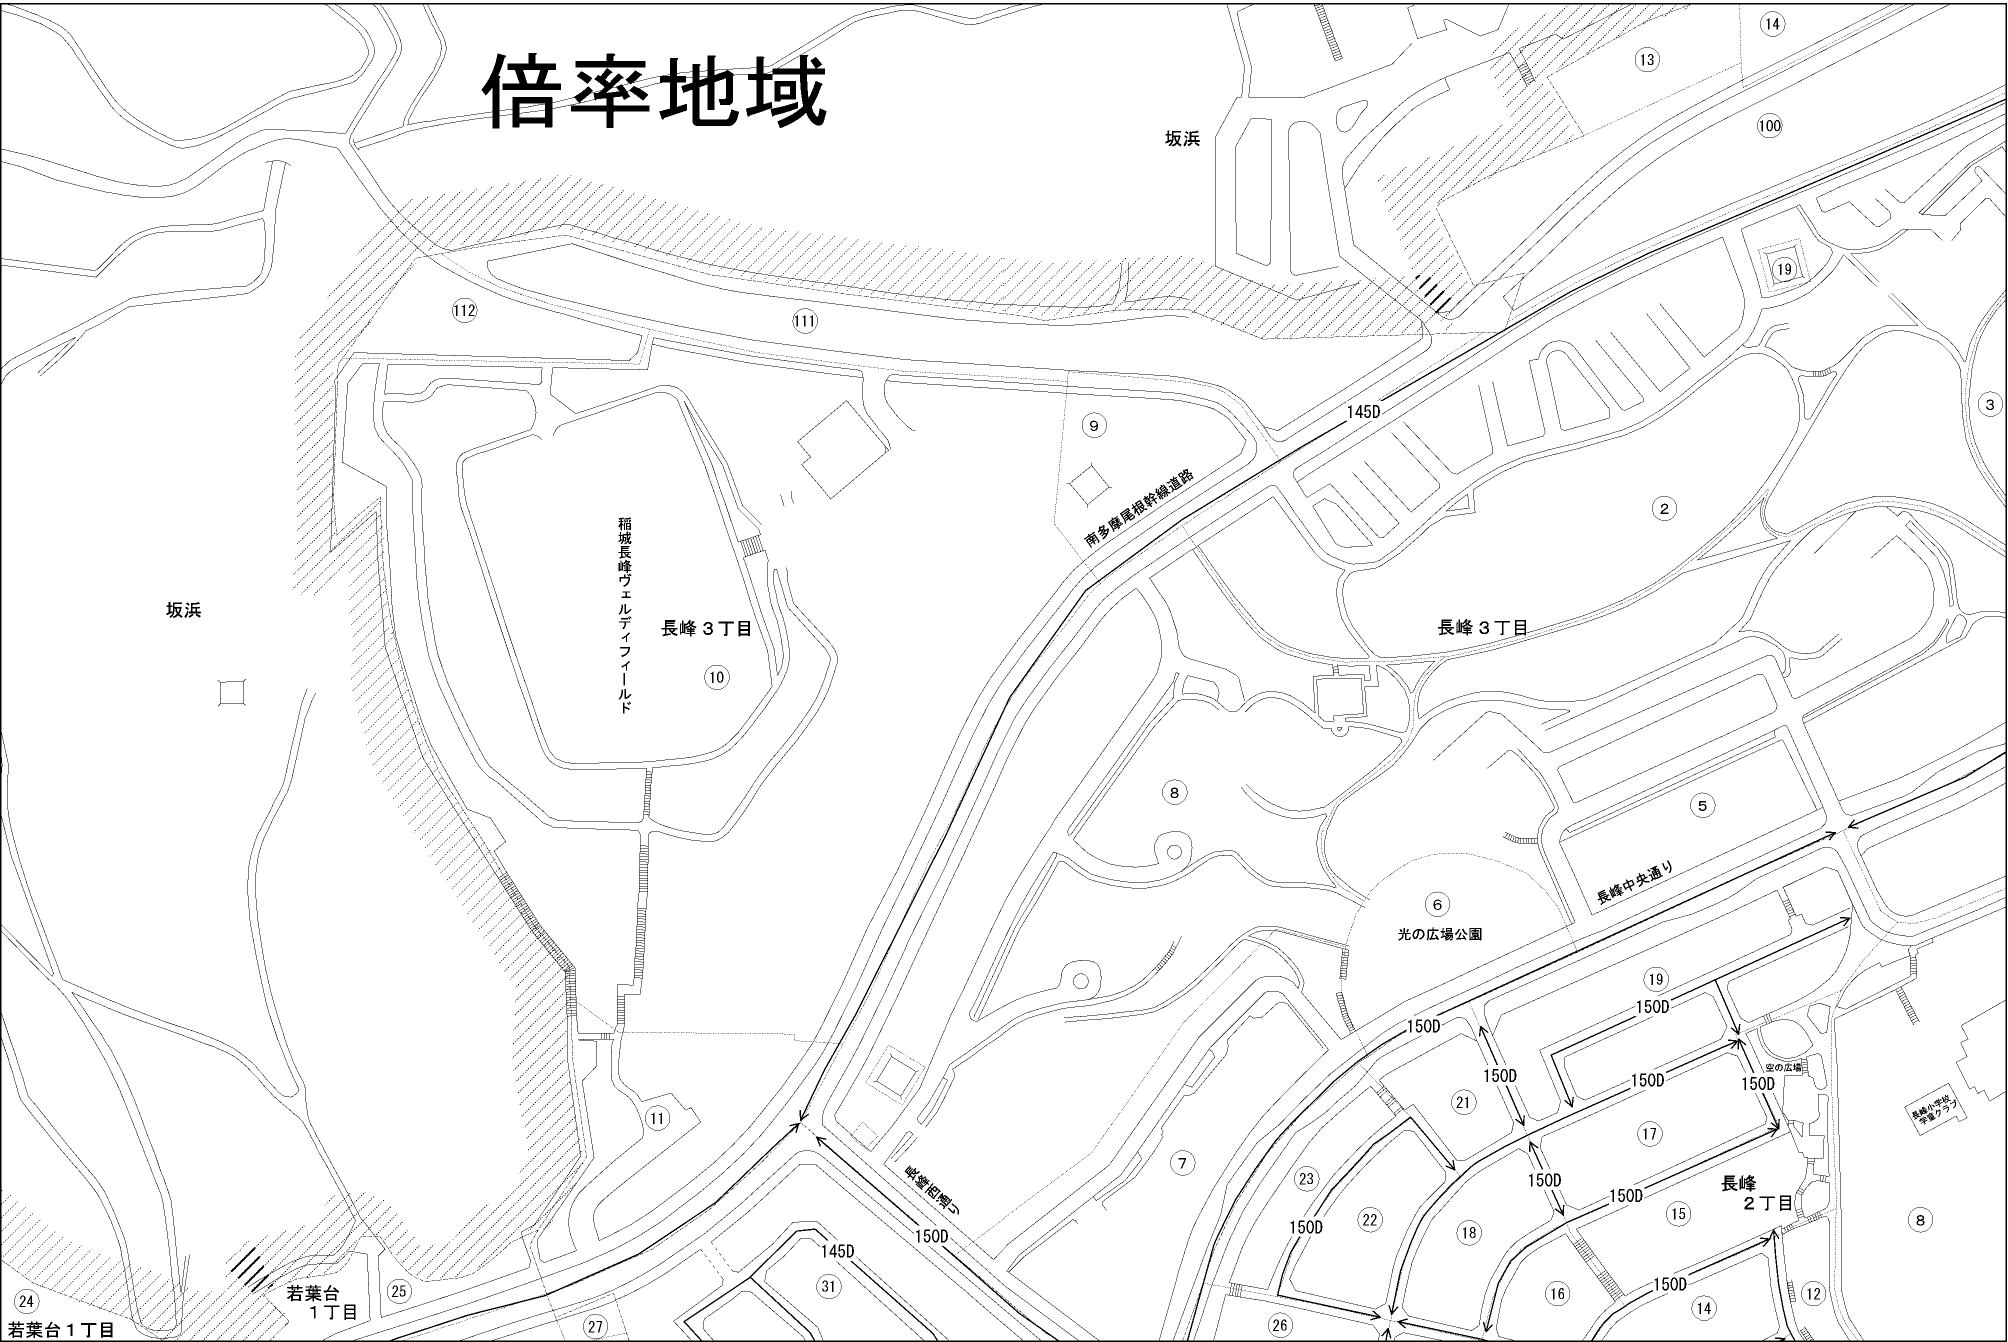 倍率地域
14
13
100
坂浜
19
112
111
3
145D
9
2
南多摩尾根幹線道路
稲城長峰ヴェルディフィールド
坂浜
長峰3丁目
長峰3丁目
10
8
5
長峰中央通り
6
光の広場公園
19
150D
150D
150D
150D
150D
空の広場
長峰小学校
学童クラブ
21
11
17
7
長峰西通り
23
150D
150D
長峰
2丁目
22
150D
15
8
18
150D
145D
31
150D
16
14
12
25
若葉台
1丁目
24
若葉台1丁目
27
26